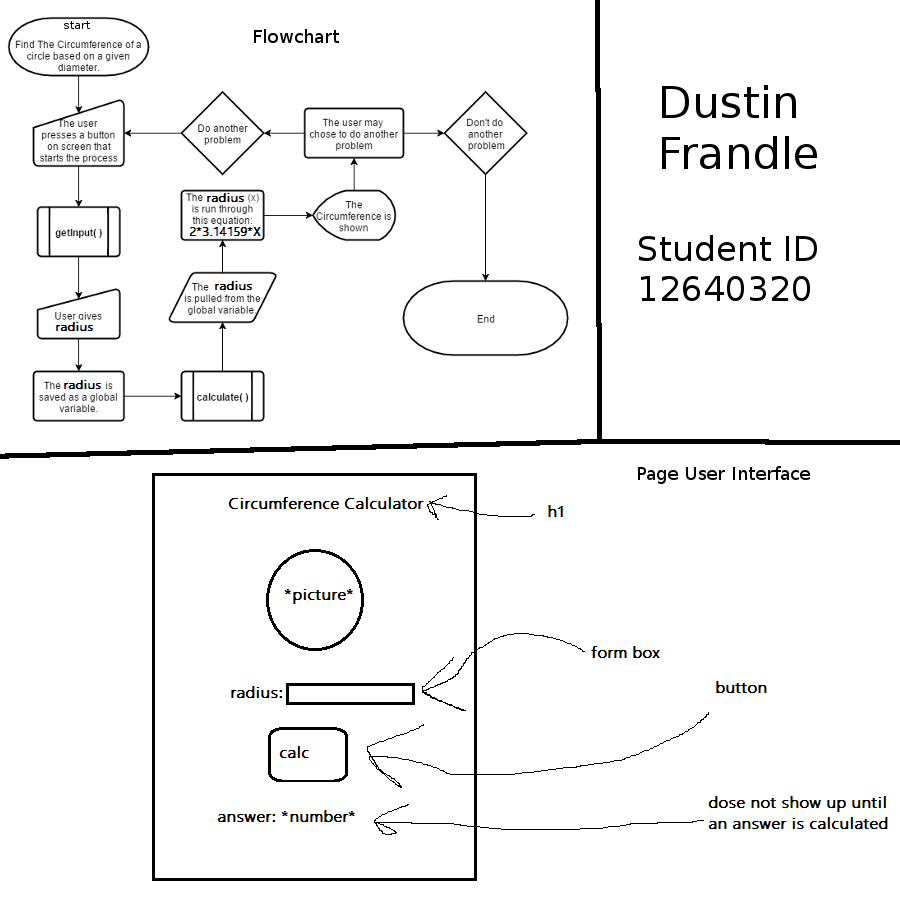 start
Find The Circumference of a
circle based on a given
diameter.
Flowchart
The user
presses a button
on screen that
starts the process
Do another
problem
The user may
chose to do another
problem
Don't do
another
problem
getInput( )
The radius (x)
is run through
this equation:
2*3.14159*X
The
Circumference is
shown
User gives
radius
The radius
is pulled from the
global variable
End
The radius is
saved as a global
variable.
calculate( )
Dustin
Frandle
Student ID
12640320
Page User Interface
Circumference Calculator
h1
*picture*
form box
radius:
button
calc
answer: *number*
dose not show up until
an answer is calculated